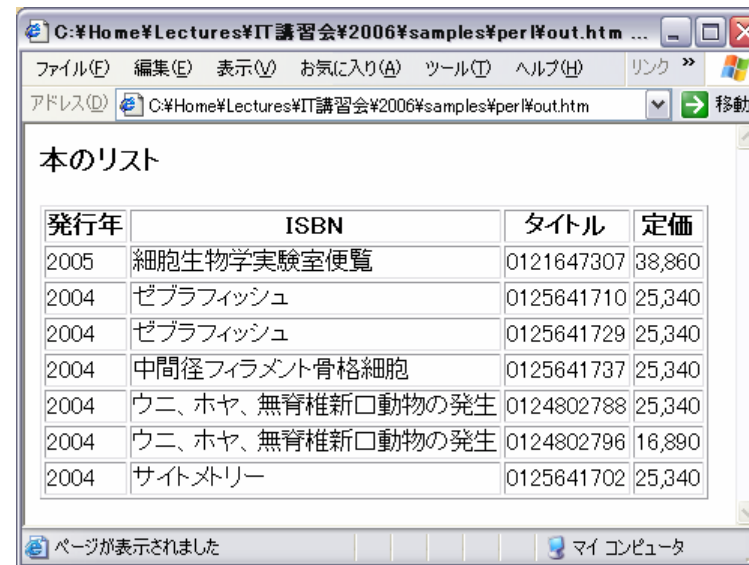 C:¥Home¥Lectures¥IT講習会¥2006¥samples¥perl¥out.htm ...
ファイル(F) 編集(E) 表示(V) お気に入り(A) ツール(T) ヘルプ(H) リンク »
アドレス(D) C:¥Home¥Lectures¥IT講習会¥2006¥samples¥perl¥out.htm 移動
本のリスト
発行年 ISBN タイトル 定価
2005 細胞生物学実験室便覧 0121647307 38,860
2004 ゼブラフィッシュ 0125641710 25,340
2004 ゼブラフィッシュ 0125641729 25,340
2004 中間径フィラメント骨格細胞 0125641737 25,340
2004 ウニ、ホヤ、無脊椎新口動物の発生 0124802788 25,340
2004 ウニ、ホヤ、無脊椎新口動物の発生 0124802796 16,890
2004 サイトメトリー 0125641702 25,340
ページが表示されました マイ コンピュータ